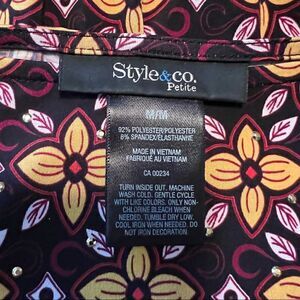 Style&co.
Petite
M/M
92% POLYESTER/POLYESTER
8% SPANDEX/ELASTHANNE
MADE IN VIETNAM
FABRIQUÉ AU VIETNAM
CA 00234
TURN INSIDE OUT. MACHINE
WASH COLD. GENTLE CYCLE
WITH LIKE COLORS. ONLY NON-
CHLORINE BLEACH WHEN
NEEDED. TUMBLE DRY LOW.
COOL IRON WHEN NEEDED. DO
NOT IRON DECORATION.